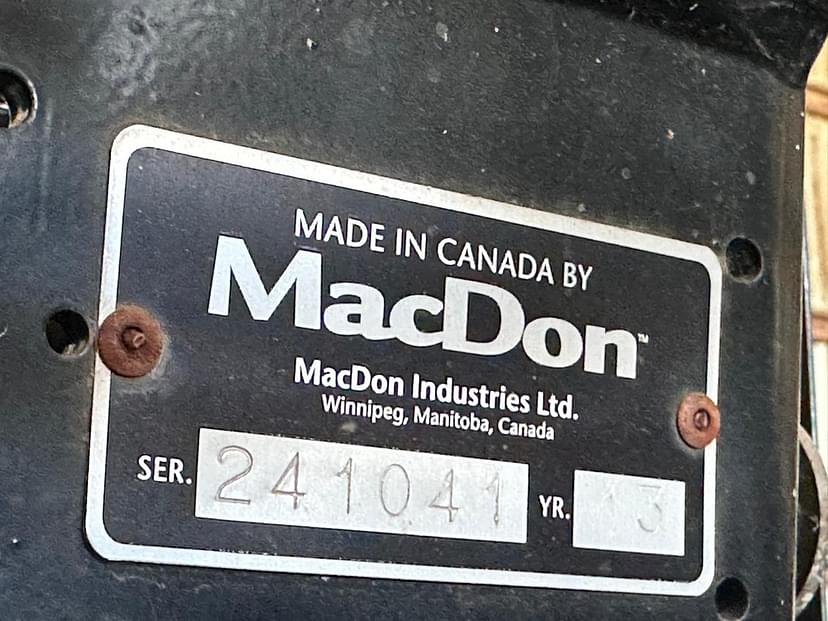 MADE IN CANADA BY
MacDon™
MacDon Industries Ltd.
Winnipeg, Manitoba, Canada
SER. 241041 YR. 13